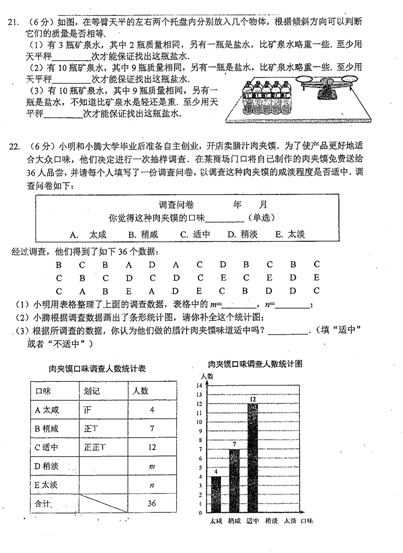 21.（6分）如图，在等臂天平的左右两个托盘内分别放入几个物体，根据倾斜方向可以判断
它们的质量是否相等.
（1）有3瓶矿泉水，其中2瓶质量相同，另有一瓶是盐水，比矿泉水略重一些．至少用
天平秤________次才能保证找出这瓶盐水.
（2）有10瓶矿泉水，其中9瓶质量相同，另有一瓶是盐水，比矿泉水略重一些．至少用
天平秤________次才能保证找出这瓶盐水.
（3）有10瓶矿泉水，其中9瓶质量相同，另有一
瓶是盐水，不知道比矿泉水是轻还是重．至少用天
平秤________次才能保证找出这瓶盐水.
22.（6分）小明和小腾大学毕业后准备自主创业，开店卖腊汁肉夹馍．为了使产品更好地适
合大众口味，他们决定进行一次抽样调查．在某商场门口将自己制作的肉夹馍免费送给
36人品尝，并请每个人填写了一份调查问卷，以调查这种肉夹馍的咸淡程度是否适中．调
查问卷如下：
调查问卷 年 月
你觉得这种肉夹馍的口味________（单选）
A. 太咸 B. 稍咸 C. 适中 D. 稍淡 E. 太淡
经过调查，他们得到了如下36个数据：
B C B A D A C D B C B C
C B C D C D C E C E D E
C A B E A D E C B D D C
（1）小明用表格整理了上面的调查数据，表格中的m=________，n=________；
（2）小腾根据调查数据画出了条形统计图，请你补全这个统计图；
（3）根据所调查的数据，你认为他们做的腊汁肉夹馍味道适中吗？________．（填“适中”
或者“不适中”）
肉夹馍口味调查人数统计表
口味 划记 人数
A 太咸 4
B 稍咸 正丅 7
C 适中 正正丅 12
D 稍淡 m
E 太淡 n
合计 36
肉夹馍口味调查人数统计图
人数
14
13
12
11
10
9
8
7
6
5
4
3
2
1
0
4
7
12
太咸 稍咸 适中 稍淡 太淡 口味